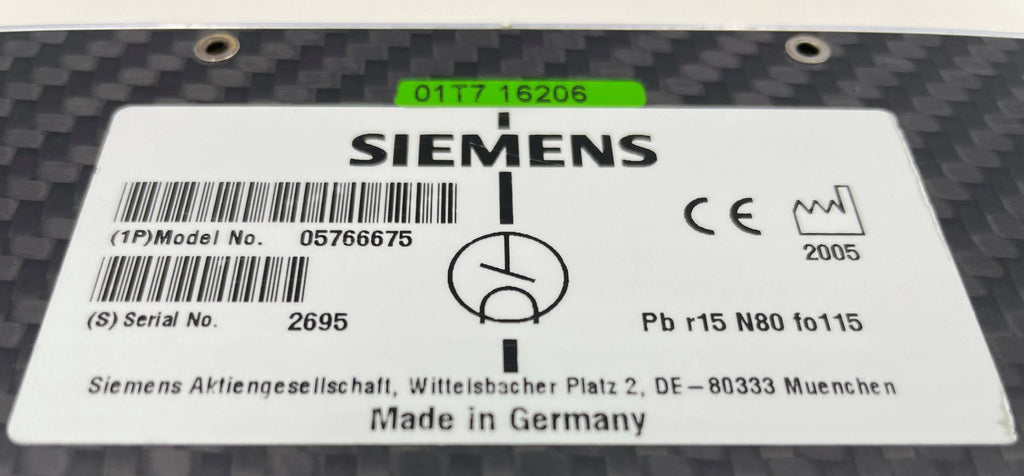 01T7 16206
SIEMENS
(1P)Model No. 05766675
2005
(S) Serial No. 2695
Pb r15 N80 fo115
Siemens Aktiengesellschaft, Wittelsbacher Platz 2, DE-80333 Muenchen
Made in Germany